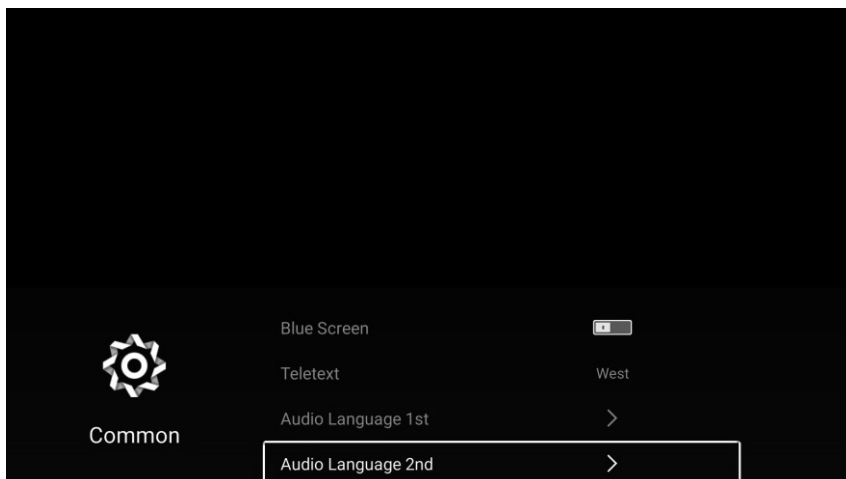 Blue Screen
Teletext West
Audio Language 1st
Common
Audio Language 2nd